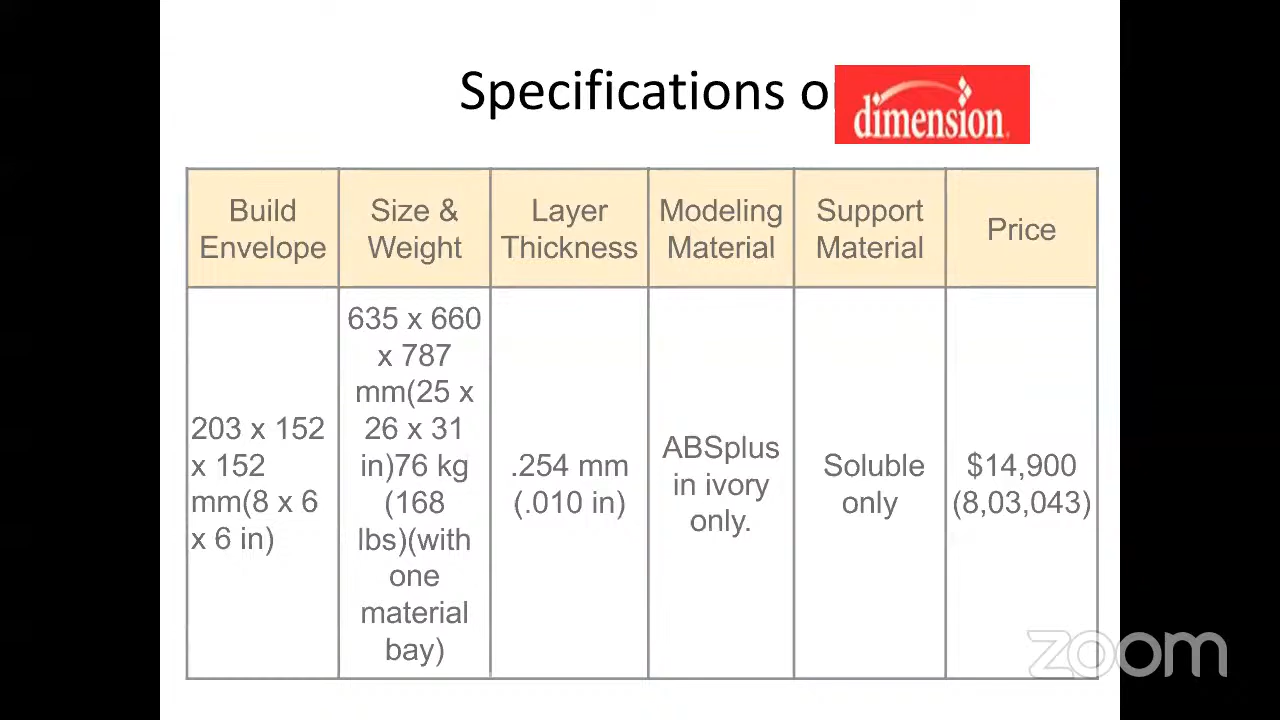 Specifications o
dimension
Build
Envelope
Size &
Weight
Layer
Thickness
Modeling
Material
Support
Material
Price
203 x 152
x 152
mm(8 x 6
x 6 in)
635 x 660
x 787
mm(25 x
26 x 31
in)76 kg
(168
lbs)(with
one
material
bay)
.254 mm
(.010 in)
ABSplus
in ivory
only.
Soluble
only
$14,900
(8,03,043)
zoom